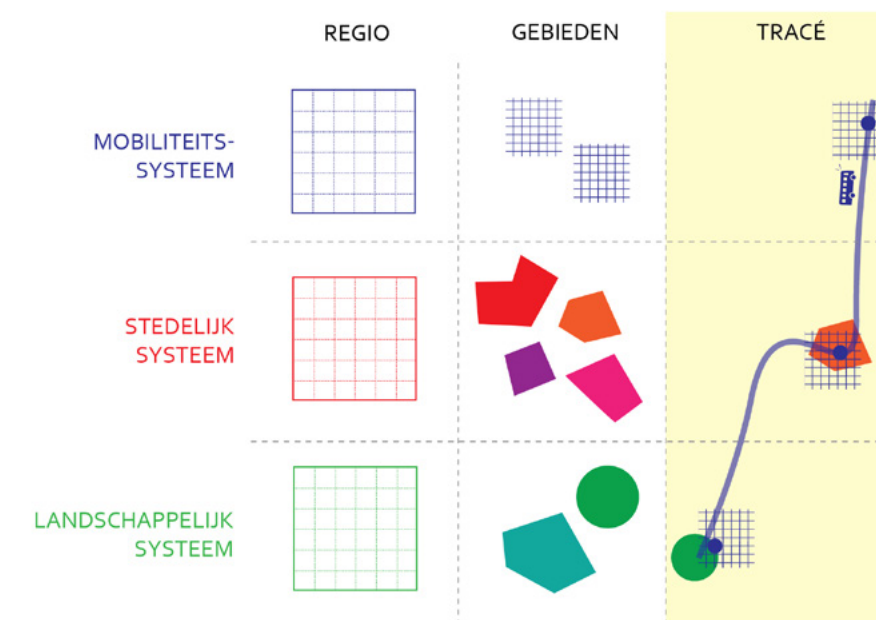 REGIO
GEBIEDEN
TRACÉ
MOBILITEITS-
SYSTEEM
STEDELIJK
SYSTEEM
LANDSCHAPPELIJK
SYSTEEM